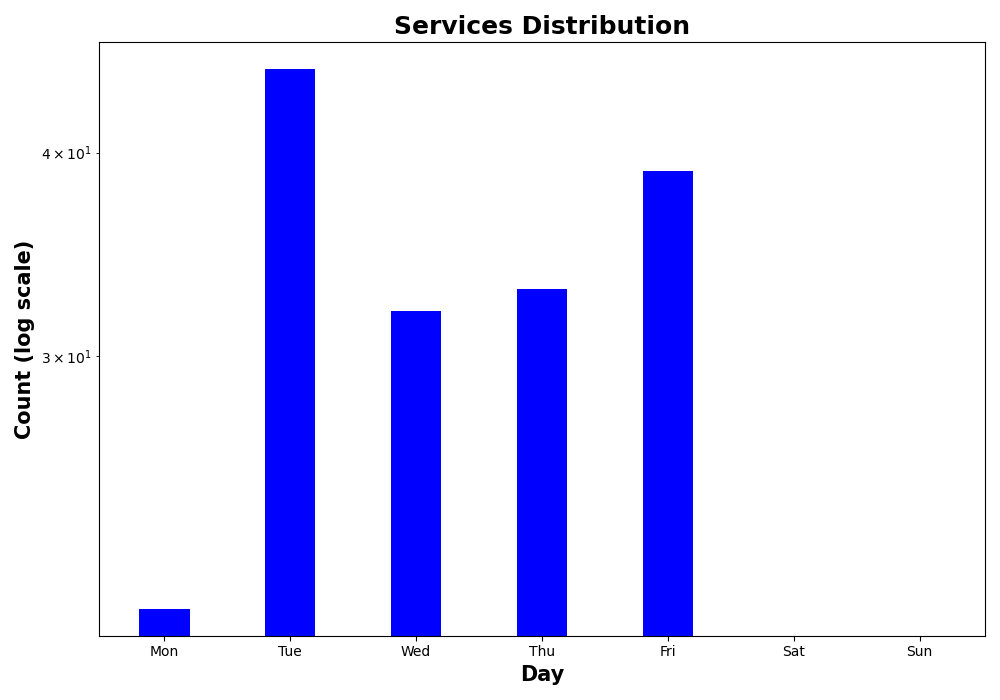 Services Distribution
Count (log scale)
4 × 10¹
3 × 10¹
Mon Tue Wed Thu Fri Sat Sun
Day